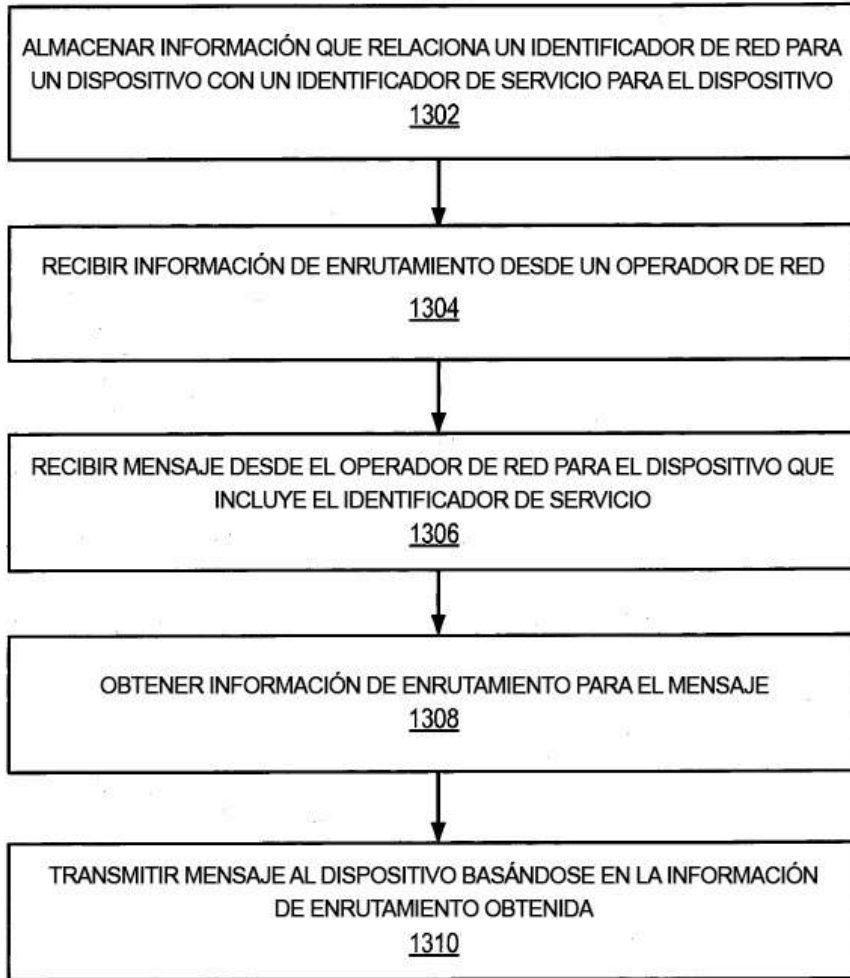 ALMACENAR INFORMACIÓN QUE RELACIONA UN IDENTIFICADOR DE RED PARA
UN DISPOSITIVO CON UN IDENTIFICADOR DE SERVICIO PARA EL DISPOSITIVO
1302
RECIBIR INFORMACIÓN DE ENRUTAMIENTO DESDE UN OPERADOR DE RED
1304
RECIBIR MENSAJE DESDE EL OPERADOR DE RED PARA EL DISPOSITIVO QUE
INCLUYE EL IDENTIFICADOR DE SERVICIO
1306
OBTENER INFORMACIÓN DE ENRUTAMIENTO PARA EL MENSAJE
1308
TRANSMITIR MENSAJE AL DISPOSITIVO BASÁNDOSE EN LA INFORMACIÓN
DE ENRUTAMIENTO OBTENIDA
1310